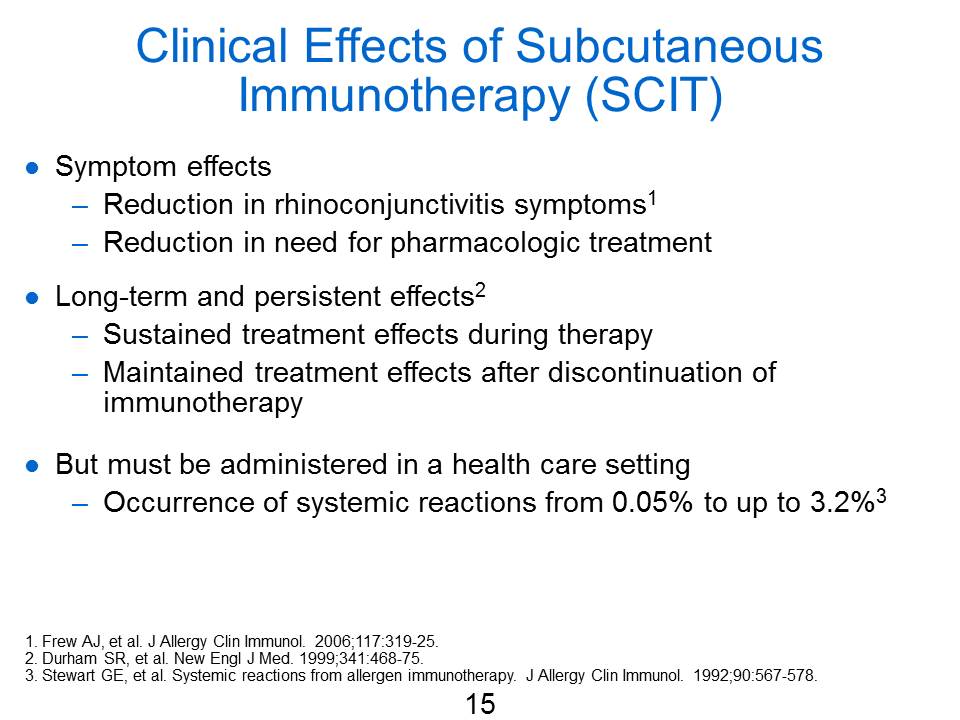 Clinical Effects of Subcutaneous
Immunotherapy (SCIT)
● Symptom effects
– Reduction in rhinoconjunctivitis symptoms1
– Reduction in need for pharmacologic treatment
● Long-term and persistent effects2
– Sustained treatment effects during therapy
– Maintained treatment effects after discontinuation of
immunotherapy
● But must be administered in a health care setting
– Occurrence of systemic reactions from 0.05% to up to 3.2%3
1. Frew AJ, et al. J Allergy Clin Immunol. 2006;117:319-25.
2. Durham SR, et al. New Engl J Med. 1999;341:468-75.
3. Stewart GE, et al. Systemic reactions from allergen immunotherapy. J Allergy Clin Immunol. 1992;90:567-578.
15